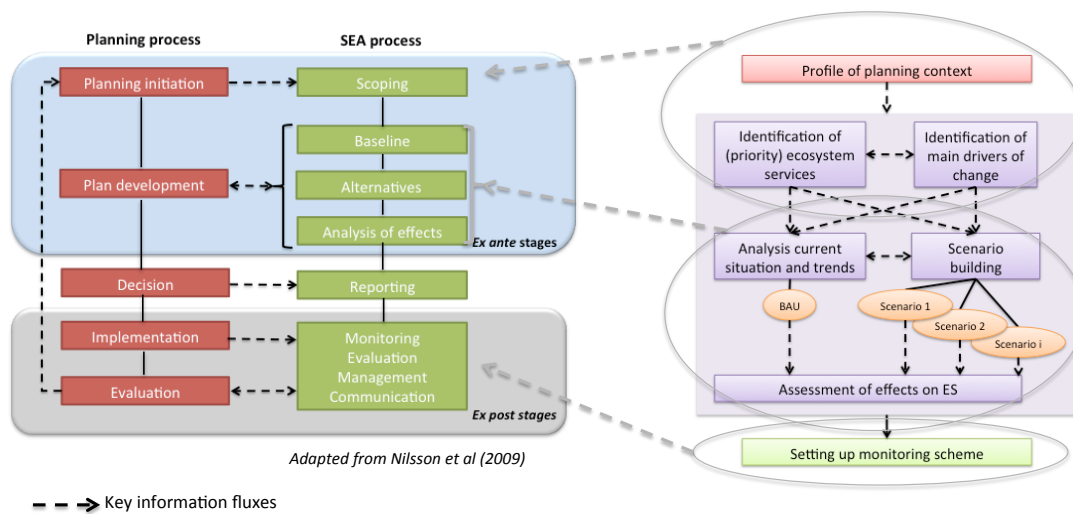 Planning process
SEA process
Planning initiation
Scoping
Baseline
Plan development
Alternatives
Analysis of effects
Ex ante stages
Decision
Reporting
Implementation
Monitoring
Evaluation
Management
Communication
Evaluation
Ex post stages
Adapted from Nilsson et al (2009)
Key information fluxes
Profile of planning context
Identification of
(priority) ecosystem
services
Identification of
main drivers of
change
Analysis current
situation and trends
Scenario
building
BAU
Scenario 1
Scenario 2
Scenario i
Assessment of effects on ES
Setting up monitoring scheme